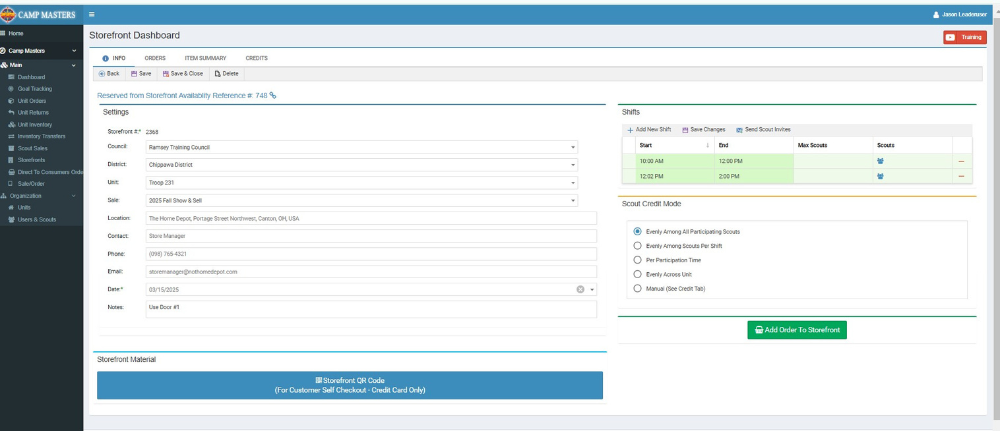 CAMP MASTERS
Jason Leaderuser
Home
Camp Masters
Main
Dashboard
Goal Tracking
Unit Orders
Unit Returns
Unit Inventory
Inventory Transfers
Scout Sales
Storefronts
Direct To Consumers Orde
Sale/Order
Organization
Units
Users & Scouts
Storefront Dashboard
Training
INFO ORDERS ITEM SUMMARY CREDITS
Back Save Save & Close Delete
Reserved from Storefront Availablity Reference #: 748
Settings
Storefront #:* 2368
Council: Ramsey Training Council
District: Chippawa District
Unit: Troop 231
Sale: 2025 Fall Show & Sell
Location: The Home Depot, Portage Street Northwest, Canton, OH, USA
Contact: Store Manager
Phone: (098) 765-4321
Email: storemanager@nothomedepot.com
Date:* 03/15/2025
Notes: Use Door #1
Storefront Material
Storefront QR Code
(For Customer Self Checkout - Credit Card Only)
Shifts
Add New Shift Save Changes Send Scout Invites
Start ↓ End Max Scouts Scouts
10:00 AM 12:00 PM
12:02 PM 2:00 PM
Scout Credit Mode
Evenly Among All Participating Scouts
Evenly Among Scouts Per Shift
Per Participation Time
Evenly Across Unit
Manual (See Credit Tab)
Add Order To Storefront